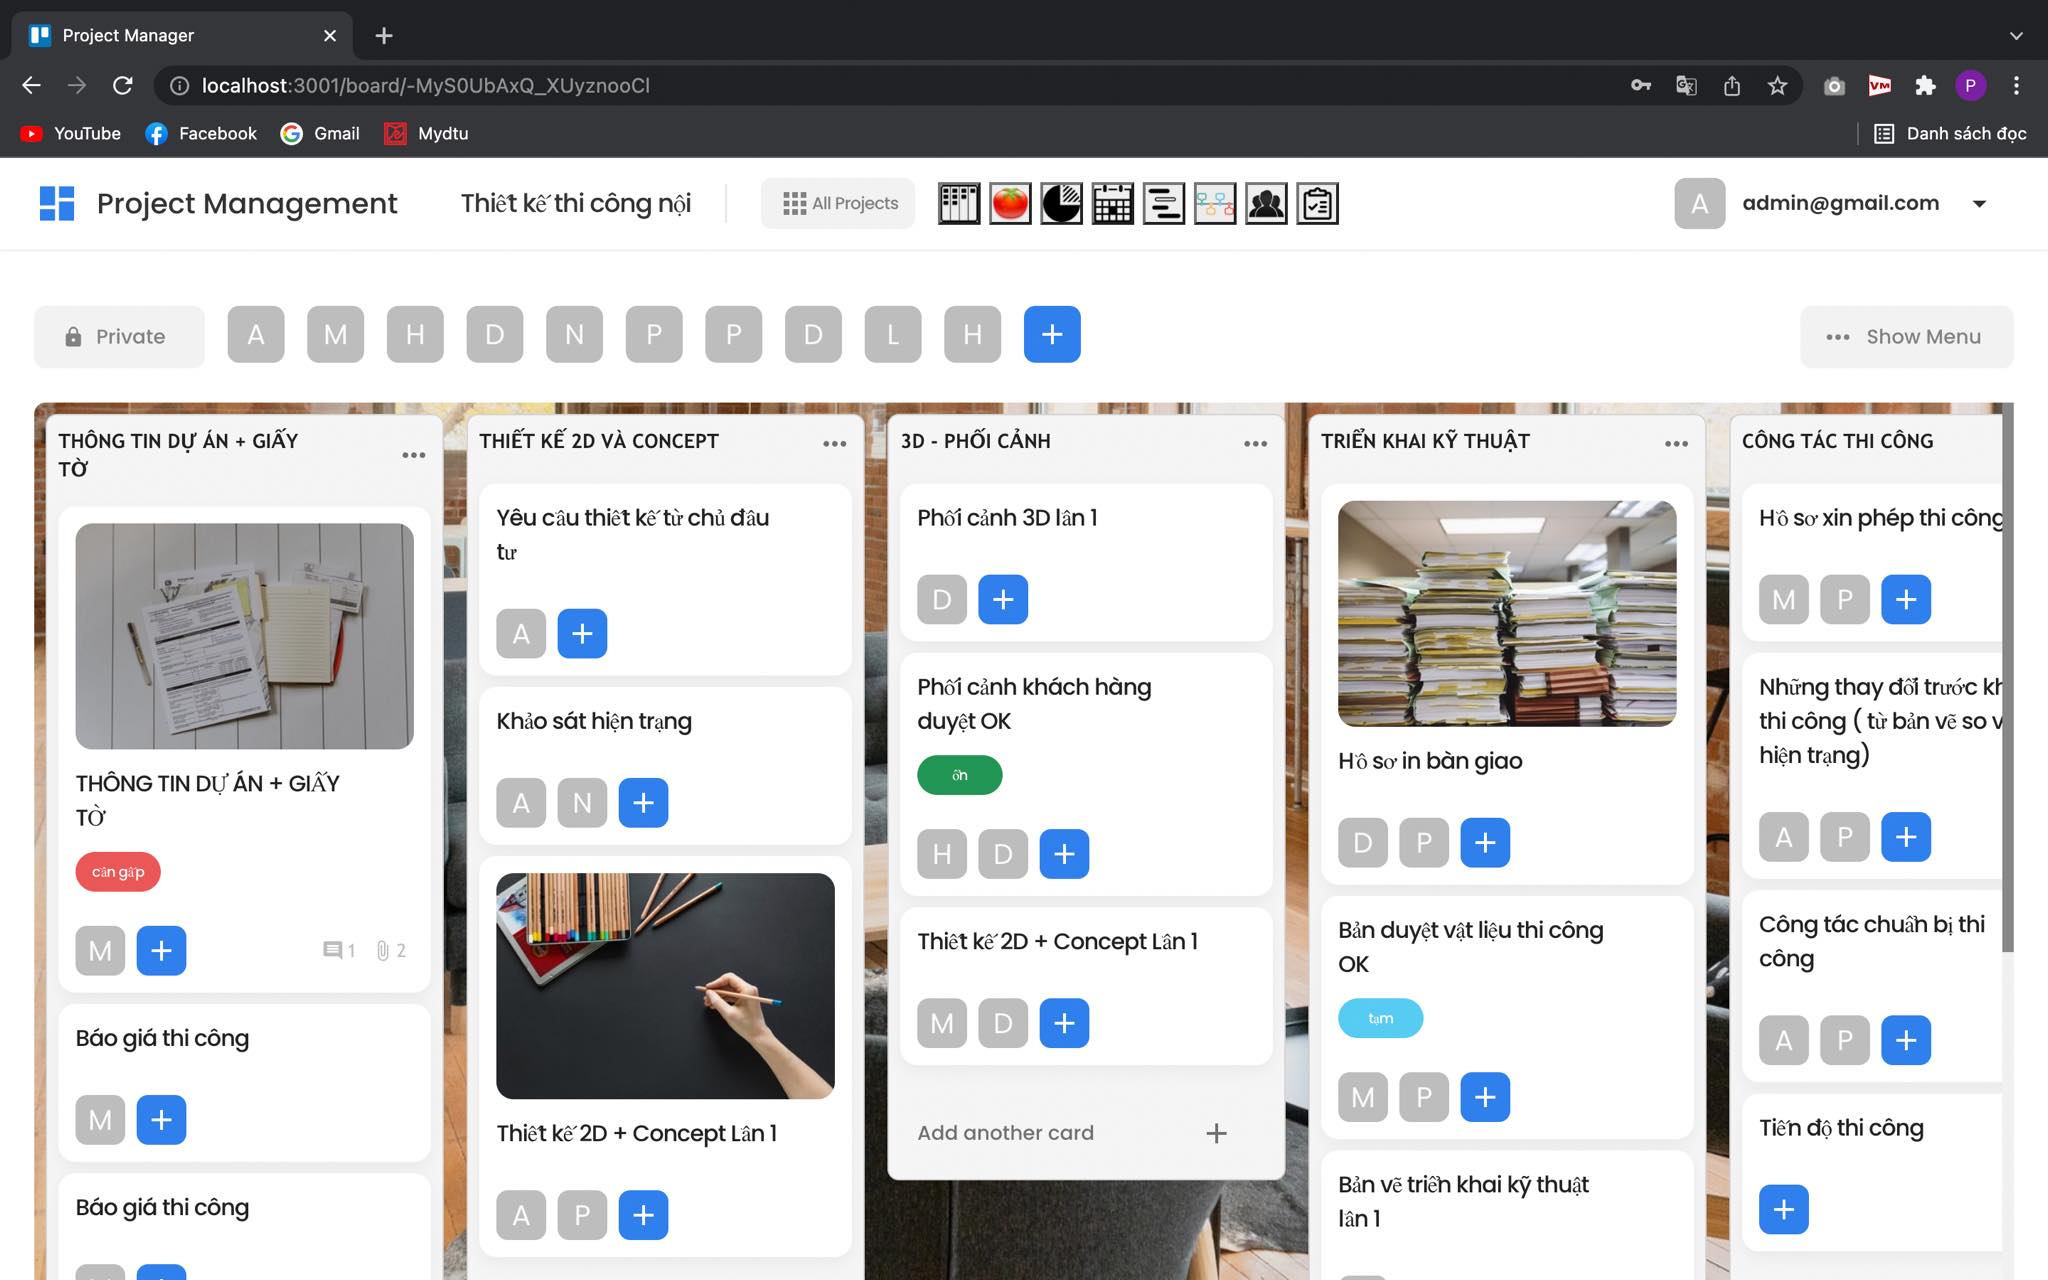 Project Manager
localhost:3001/board/-MyS0UbAxQ_XUyznooCl
P
YouTube
Facebook
Gmail
Mydtu
Danh sách đọc
Project Management
Thiết kế thi công nội
All Projects
A
admin@gmail.com
Private
A M H D N P P D L H +
Show Menu
THÔNG TIN DỰ ÁN + GIẤY
TỜ
THÔNG TIN DỰ ÁN + GIẤY
TỜ
cần gấp
M +
1 2
Báo giá thi công
M +
Báo giá thi công
THIẾT KẾ 2D VÀ CONCEPT
Yêu cầu thiết kế từ chủ đầu
tư
A +
Khảo sát hiện trạng
A N +
Thiết kế 2D + Concept Lần 1
A P +
3D - PHỐI CẢNH
Phối cảnh 3D lần 1
D +
Phối cảnh khách hàng
duyệt OK
ổn
H D +
Thiết kế 2D + Concept Lần 1
M D +
Add another card +
TRIỂN KHAI KỸ THUẬT
Hồ sơ in bàn giao
D P +
Bản duyệt vật liệu thi công
OK
tạm
M P +
Bản vẽ triển khai kỹ thuật
lần 1
CÔNG TÁC THI CÔNG
Hồ sơ xin phép thi công
M P +
Những thay đổi trước kh
thi công ( từ bản vẽ so v
hiện trạng)
A P +
Công tác chuẩn bị thi
công
A P +
Tiến độ thi công
+